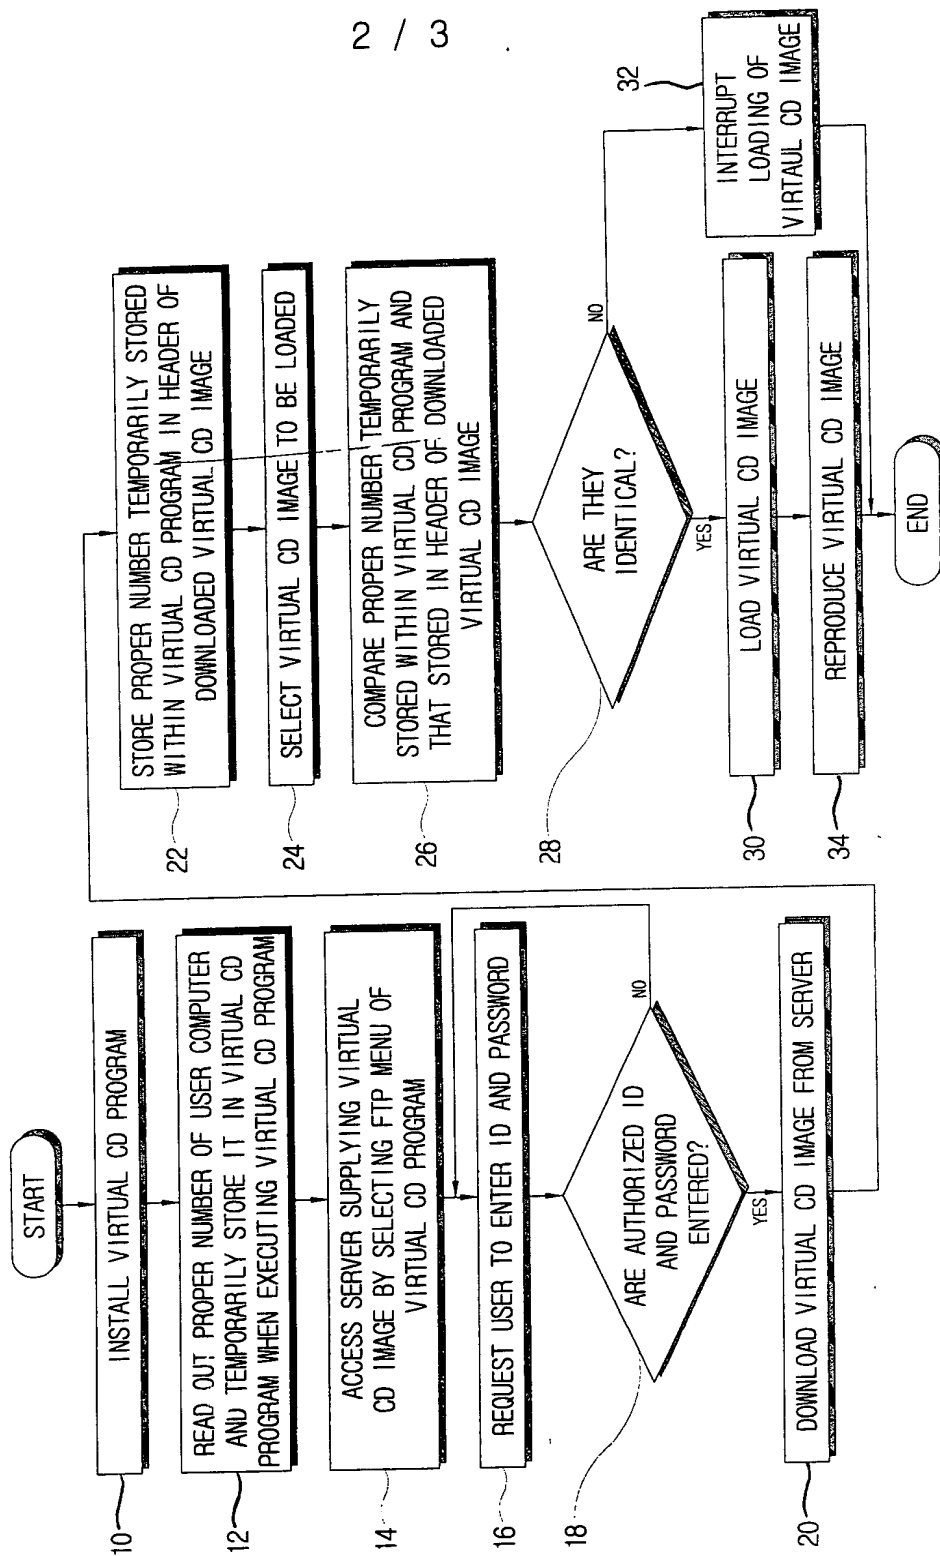 2 / 3
START
INSTALL VIRTUAL CD PROGRAM
10
READ OUT PROPER NUMBER OF USER COMPUTER
AND TEMPORARILY STORE IT IN VIRTUAL CD
PROGRAM WHEN EXECUTING VIRTUAL CD PROGRAM
12
ACCESS SERVER SUPPLYING VIRTUAL
CD IMAGE BY SELECTING FTP MENU OF
VIRTUAL CD PROGRAM
14
REQUEST USER TO ENTER ID AND PASSWORD
16
ARE AUTHORIZED ID
AND PASSWORD
ENTERED?
NO
YES
18
DOWNLOAD VIRTUAL CD IMAGE FROM SERVER
20
STORE PROPER NUMBER TEMPORARILY STORED
WITHIN VIRTUAL CD PROGRAM IN HEADER OF
DOWNLOADED VIRTUAL CD IMAGE
22
SELECT VIRTUAL CD IMAGE TO BE LOADED
24
COMPARE PROPER NUMBER TEMPORARILY
STORED WITHIN VIRTUAL CD PROGRAM AND
THAT STORED IN HEADER OF DOWNLOADED
VIRTUAL CD IMAGE
26
ARE THEY
IDENTICAL?
NO
YES
28
LOAD VIRTUAL CD IMAGE
30
INTERRUPT
LOADING OF
VIRTAUL CD IMAGE
32
REPRODUCE VIRTUAL CD IMAGE
34
END